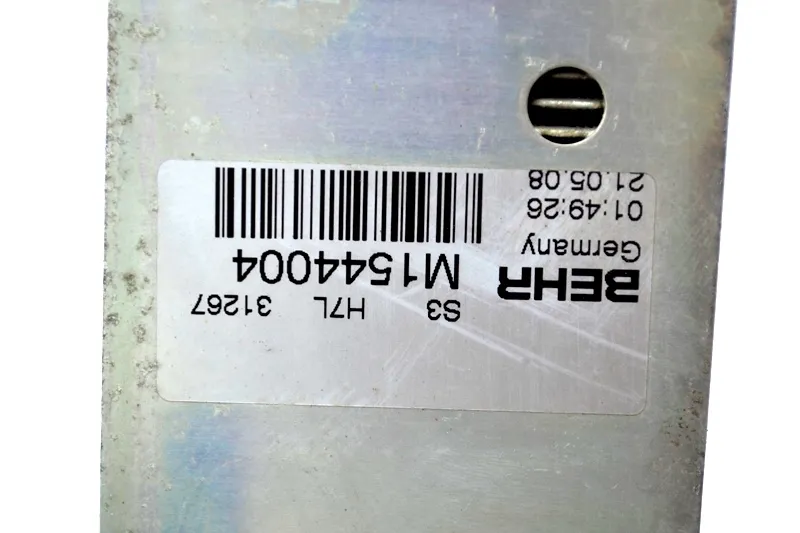 S3 H7L 31267
BEHR M1544004
Germany
01:49:26
21.05.08